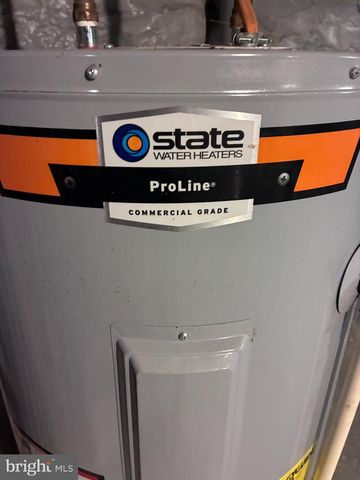 state
WATER HEATERS
ProLine®
COMMERCIAL GRADE
bright MLS